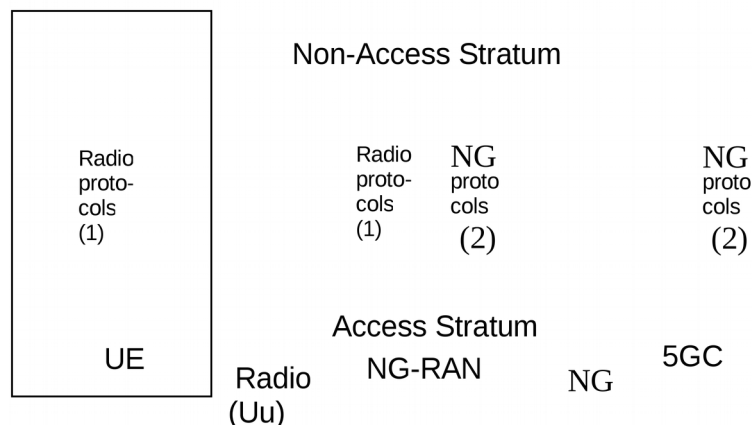 Non-Access Stratum
Radio
proto-
cols
(1)
Radio
proto-
cols
(1)
NG
proto
cols
(2)
NG
proto
cols
(2)
Access Stratum
UE
NG-RAN
5GC
Radio
(Uu)
NG